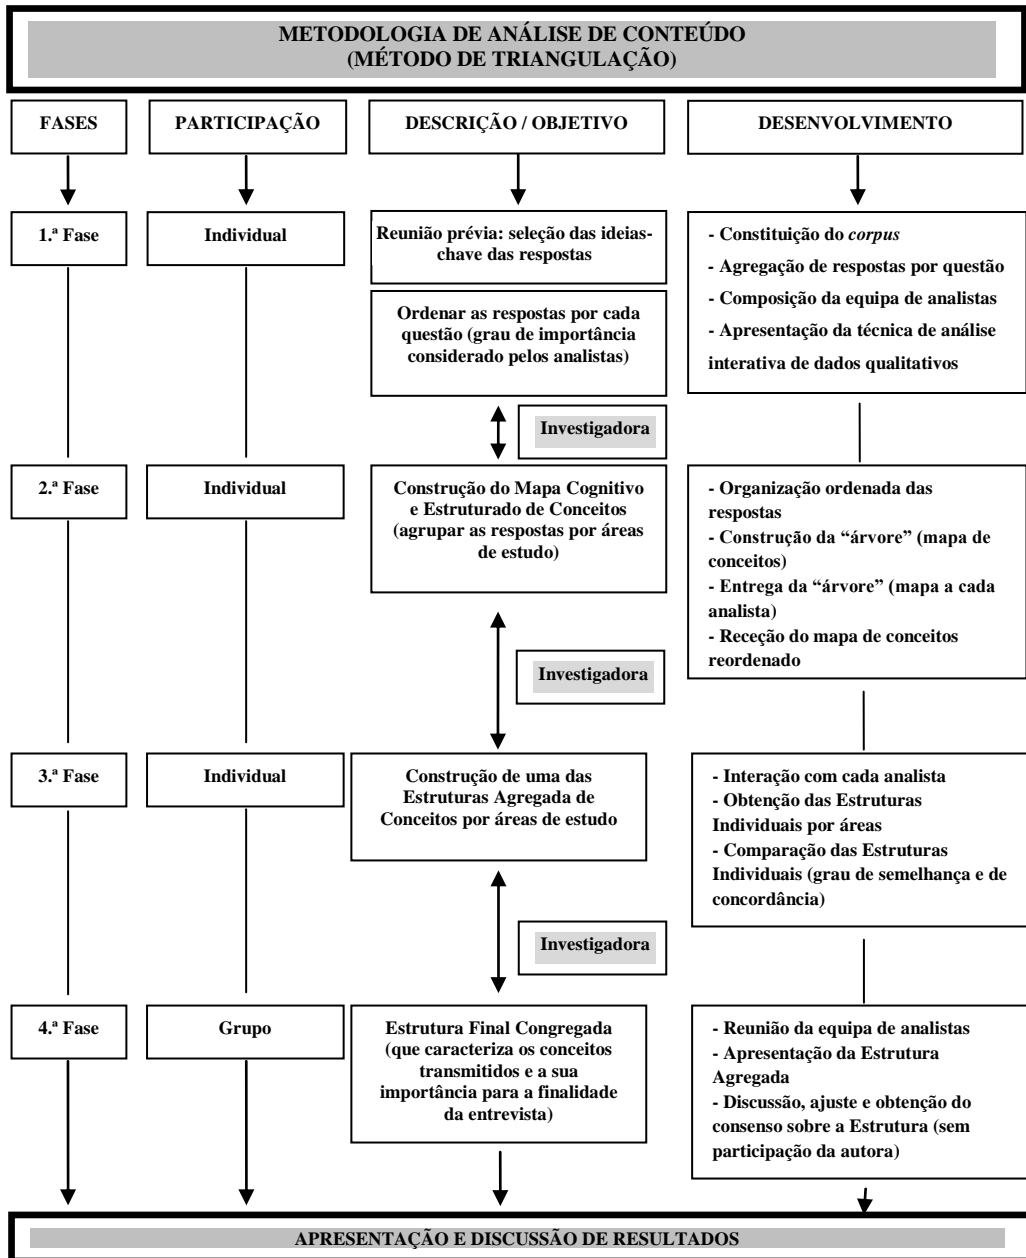 METODOLOGIA DE ANÁLISE DE CONTEÚDO
(MÉTODO DE TRIANGULAÇÃO)
FASES
PARTICIPAÇÃO
DESCRIÇÃO / OBJETIVO
DESENVOLVIMENTO
1.ª Fase
Individual
Reunião prévia: seleção das ideias-
chave das respostas
Ordenar as respostas por cada
questão (grau de importância
considerado pelos analistas)
- Constituição do corpus
- Agregação de respostas por questão
- Composição da equipa de analistas
- Apresentação da técnica de análise
interativa de dados qualitativos
Investigadora
2.ª Fase
Individual
Construção do Mapa Cognitivo
e Estruturado de Conceitos
(agrupar as respostas por áreas
de estudo)
- Organização ordenada das
respostas
- Construção da “árvore” (mapa de
conceitos)
- Entrega da “árvore” (mapa a cada
analista)
- Receção do mapa de conceitos
reordenado
Investigadora
3.ª Fase
Individual
Construção de uma das
Estruturas Agregada de
Conceitos por áreas de estudo
- Interação com cada analista
- Obtenção das Estruturas
Individuais por áreas
- Comparação das Estruturas
Individuais (grau de semelhança e de
concordância)
Investigadora
4.ª Fase
Grupo
Estrutura Final Congregada
(que caracteriza os conceitos
transmitidos e a sua
importância para a finalidade
da entrevista)
- Reunião da equipa de analistas
- Apresentação da Estrutura
Agregada
- Discussão, ajuste e obtenção do
consenso sobre a Estrutura (sem
participação da autora)
APRESENTAÇÃO E DISCUSSÃO DE RESULTADOS